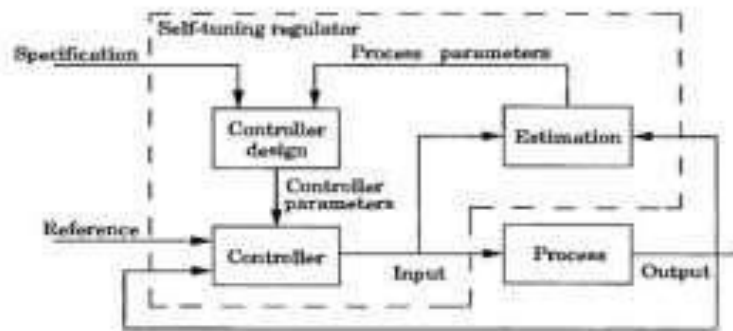 Self-tuning regulator
Specification
Process parameters
Controller
design
Estimation
Controller
parameters
Reference
Controller
Input
Process
Output